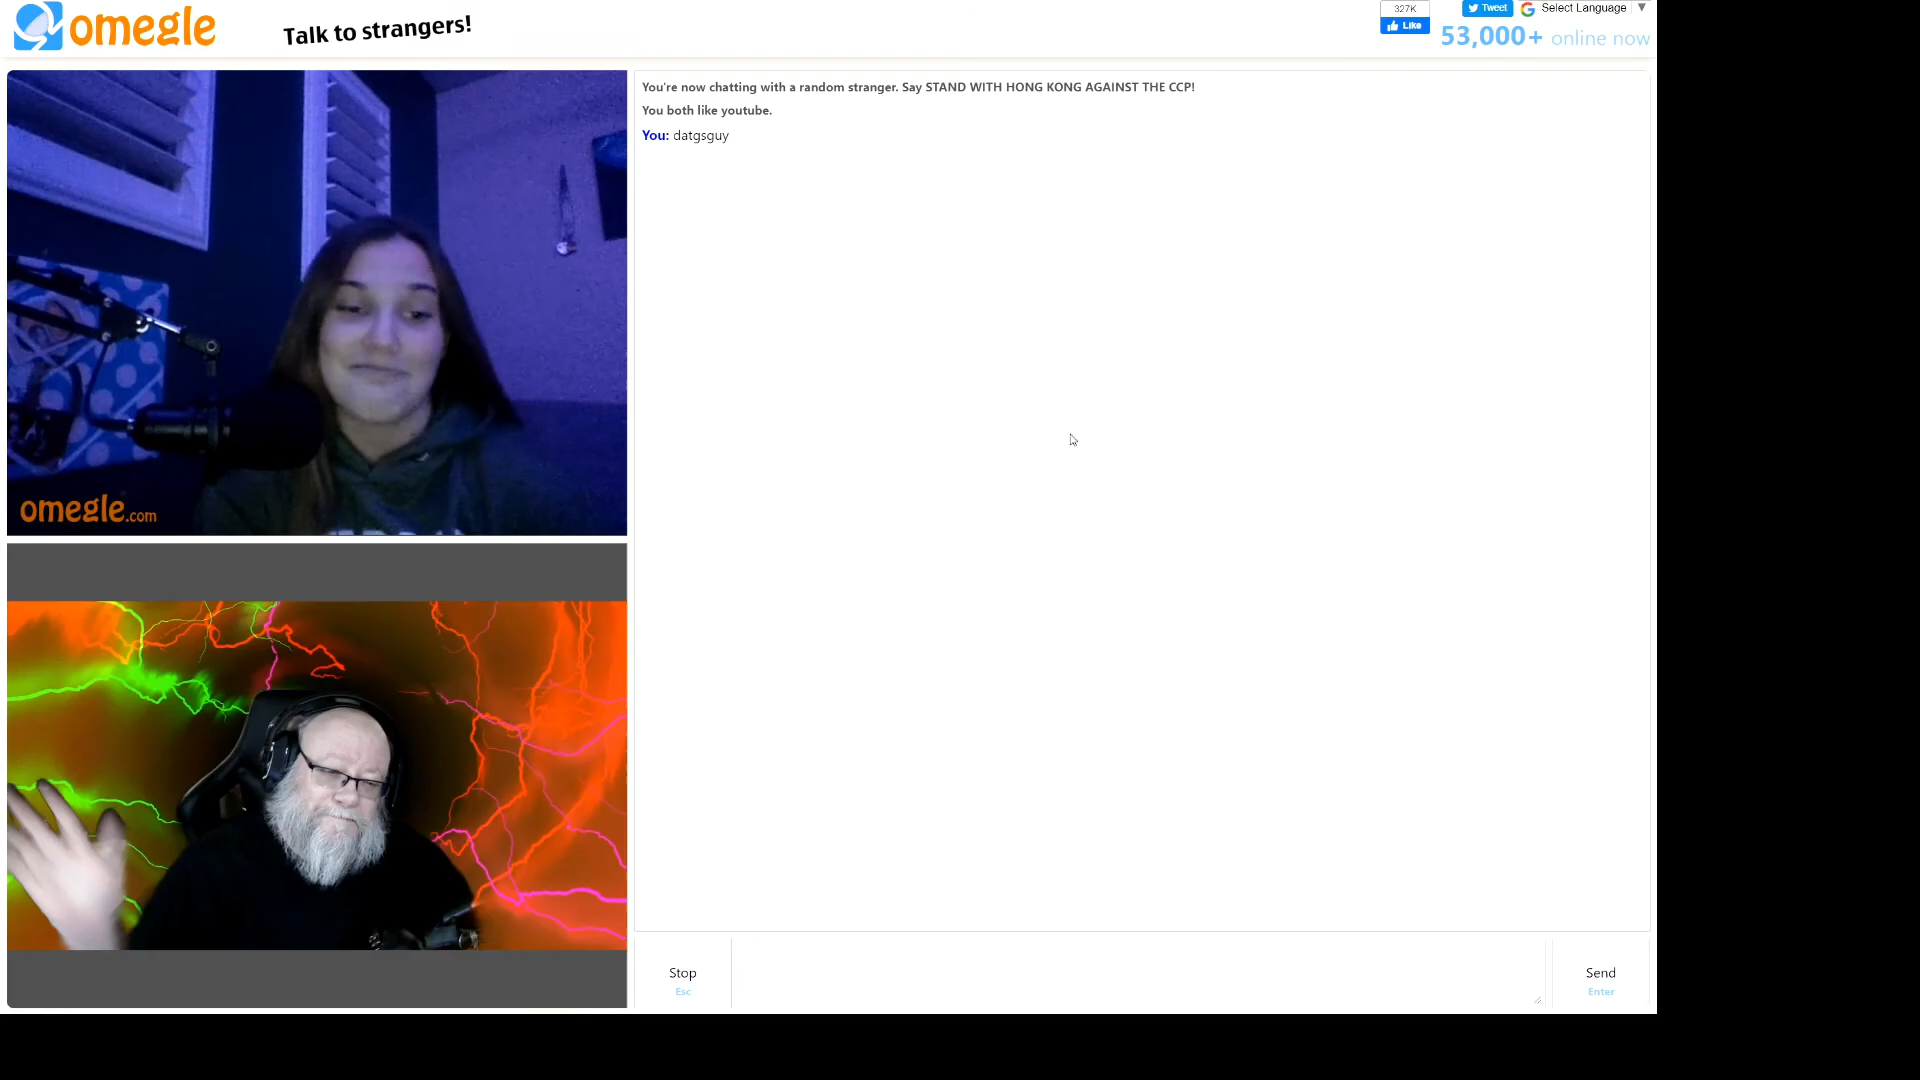 omegle
Talk to strangers!
327K
Like
Tweet
Select Language
53,000+ online now
You're now chatting with a random stranger. Say STAND WITH HONG KONG AGAINST THE CCP!
You both like youtube.
You: datgsguy
omegle.com
Stop
Esc
Send
Enter